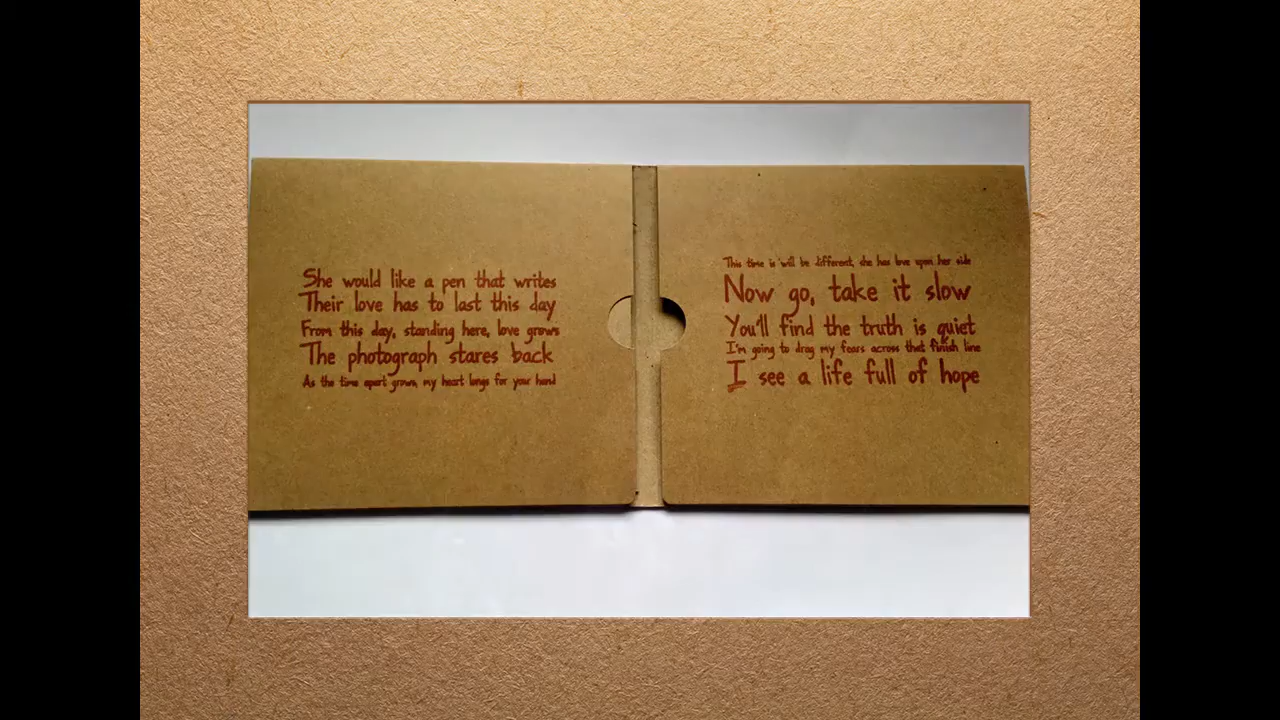 She would like a pen that writes
Their love has to last this day
From this day, standing here, love grows
The photograph stares back
As the time apart grows, my heart longs for your hand
This time is will be different, she has love upon her side
Now go, take it slow
You'll find the truth is quiet
I'm going to drag my fears across that finish line
I see a life full of hope